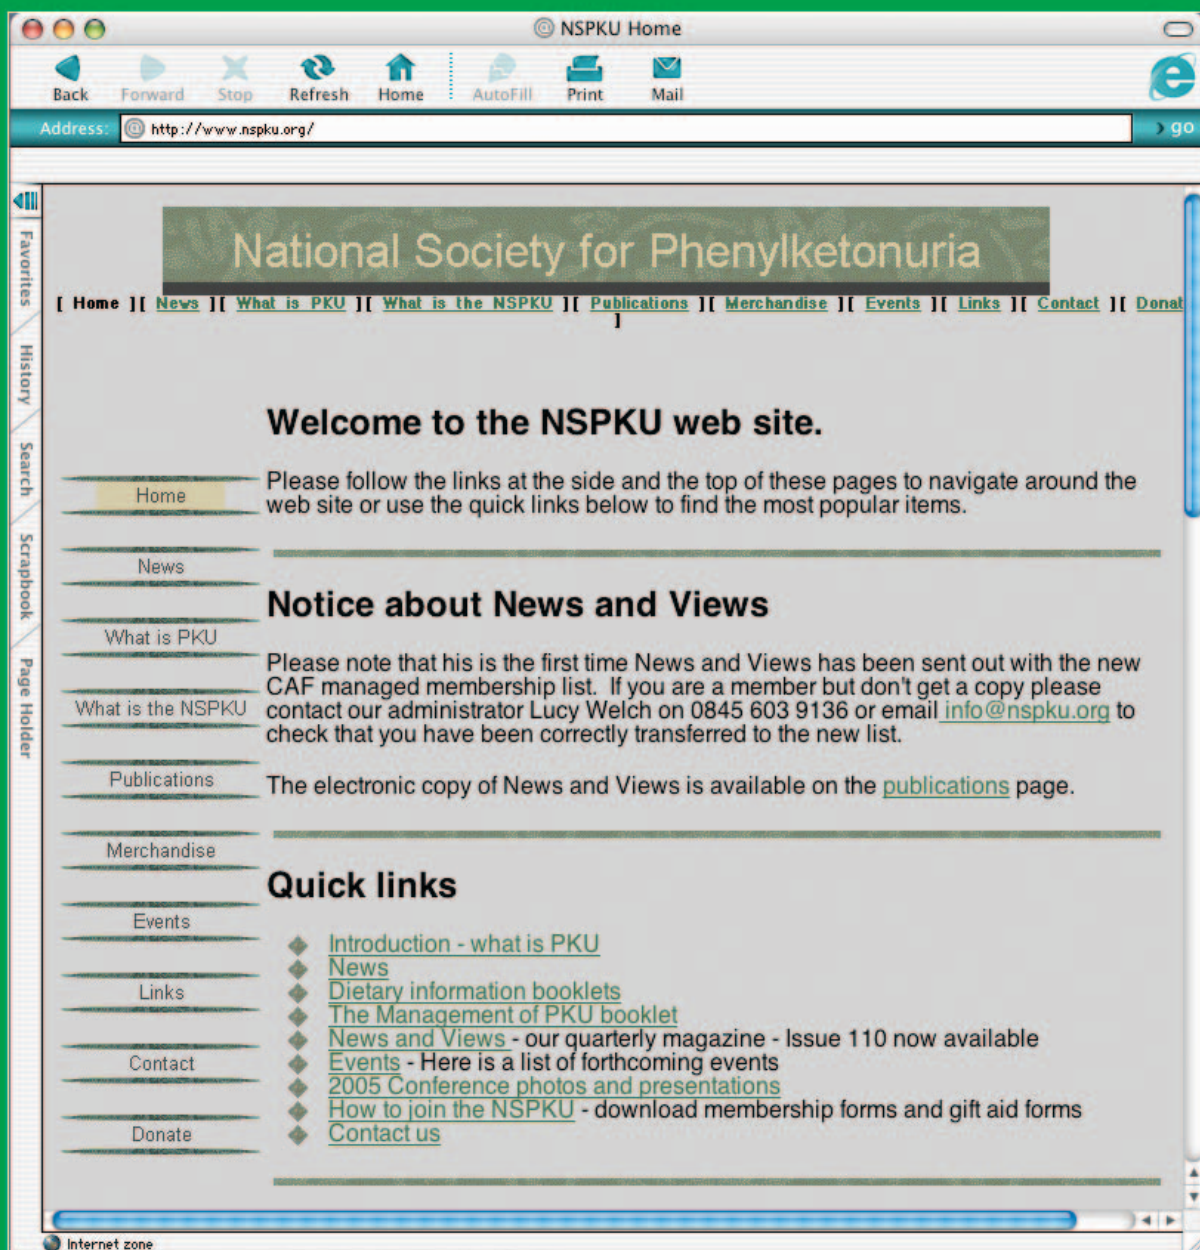 NSPKU Home
Back Forward Stop Refresh Home AutoFill Print Mail
Address: http://www.nspku.org/ go
Favorites
History
Search
Scrapbook
Page Holder
National Society for Phenylketonuria
[ Home ][ News ][ What is PKU ][ What is the NSPKU ][ Publications ][ Merchandise ][ Events ][ Links ][ Contact ][ Donat
]
Home
News
What is PKU
What is the NSPKU
Publications
Merchandise
Events
Links
Contact
Donate
Welcome to the NSPKU web site.
Please follow the links at the side and the top of these pages to navigate around the
web site or use the quick links below to find the most popular items.
Notice about News and Views
Please note that his is the first time News and Views has been sent out with the new
CAF managed membership list. If you are a member but don't get a copy please
contact our administrator Lucy Welch on 0845 603 9136 or email info@nspku.org to
check that you have been correctly transferred to the new list.
The electronic copy of News and Views is available on the publications page.
Quick links
Introduction - what is PKU
News
Dietary information booklets
The Management of PKU booklet
News and Views - our quarterly magazine - Issue 110 now available
Events - Here is a list of forthcoming events
2005 Conference photos and presentations
How to join the NSPKU - download membership forms and gift aid forms
Contact us
Internet zone